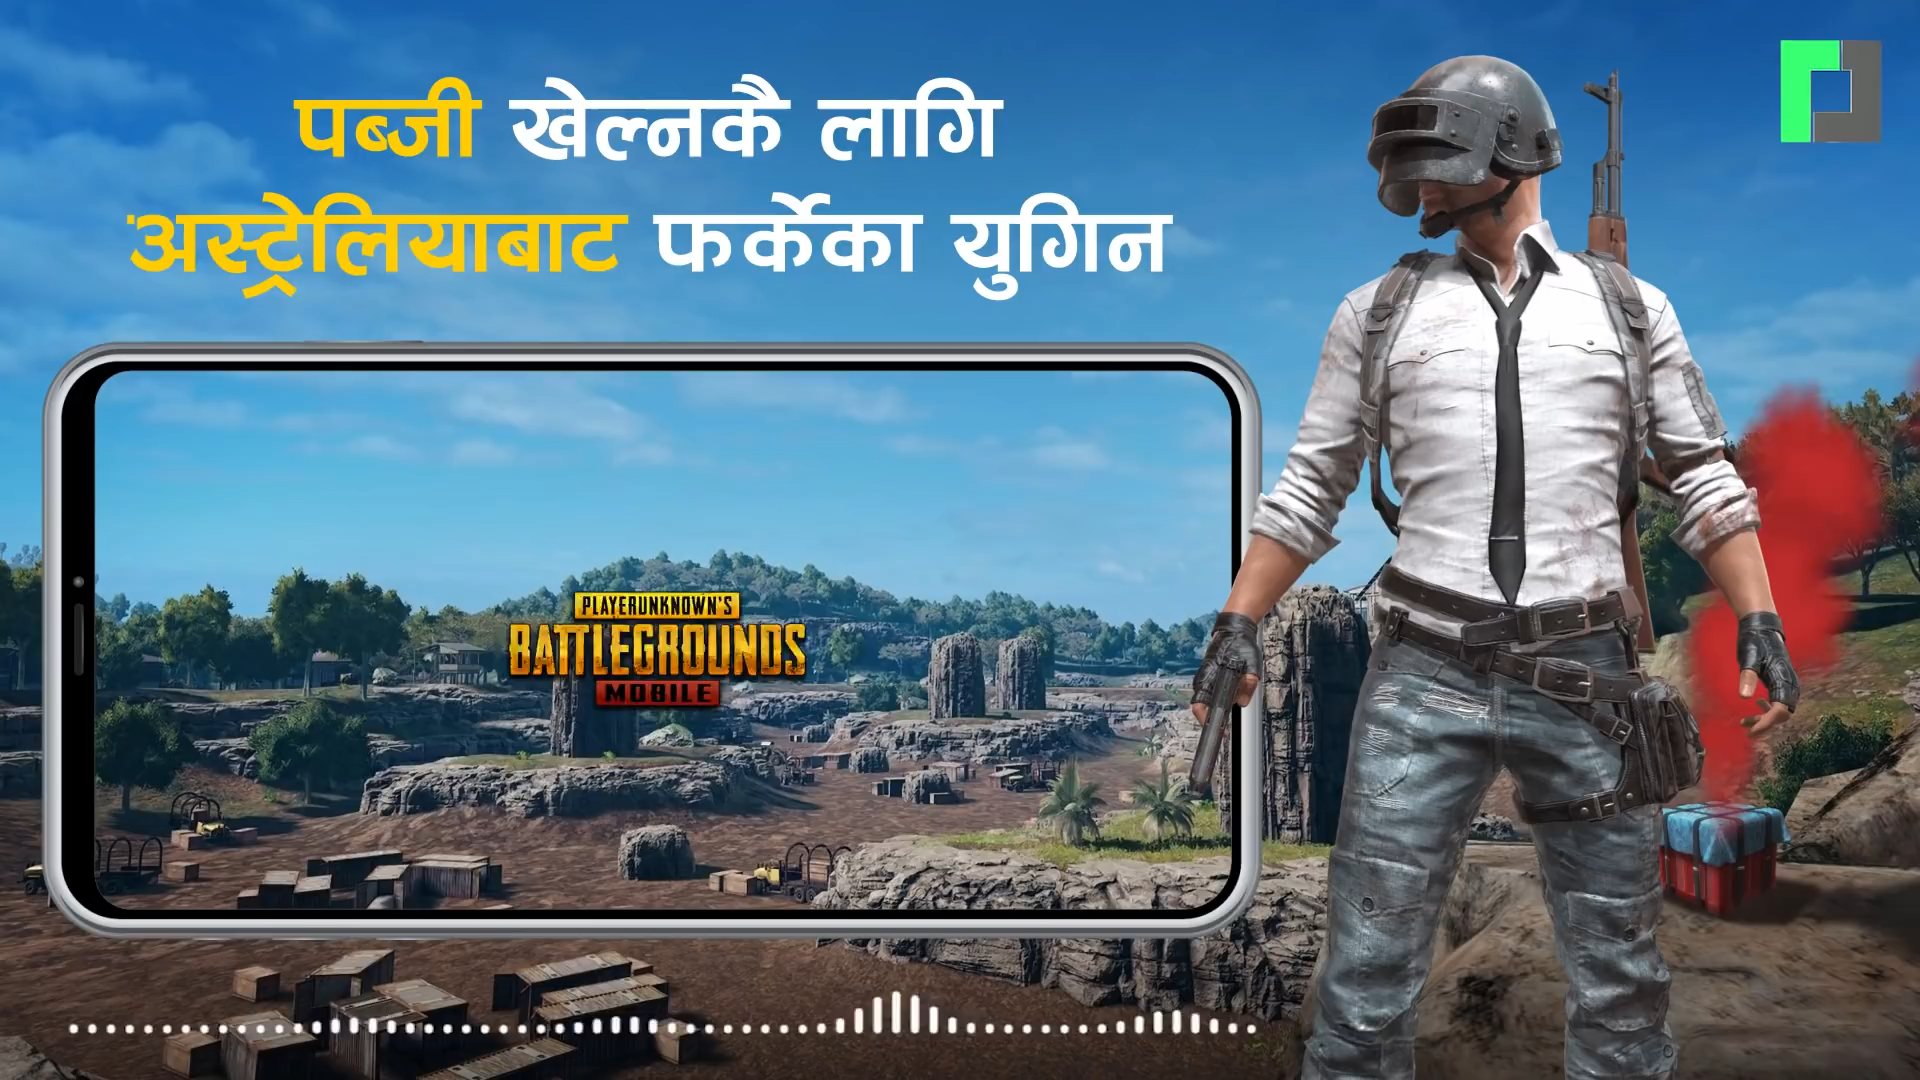 पब्जी खेल्नकै लागि
अस्ट्रेलियाबाट फर्केका युगिन
PLAYERUNKNOWN'S
BATTLEGROUNDS
MOBILE